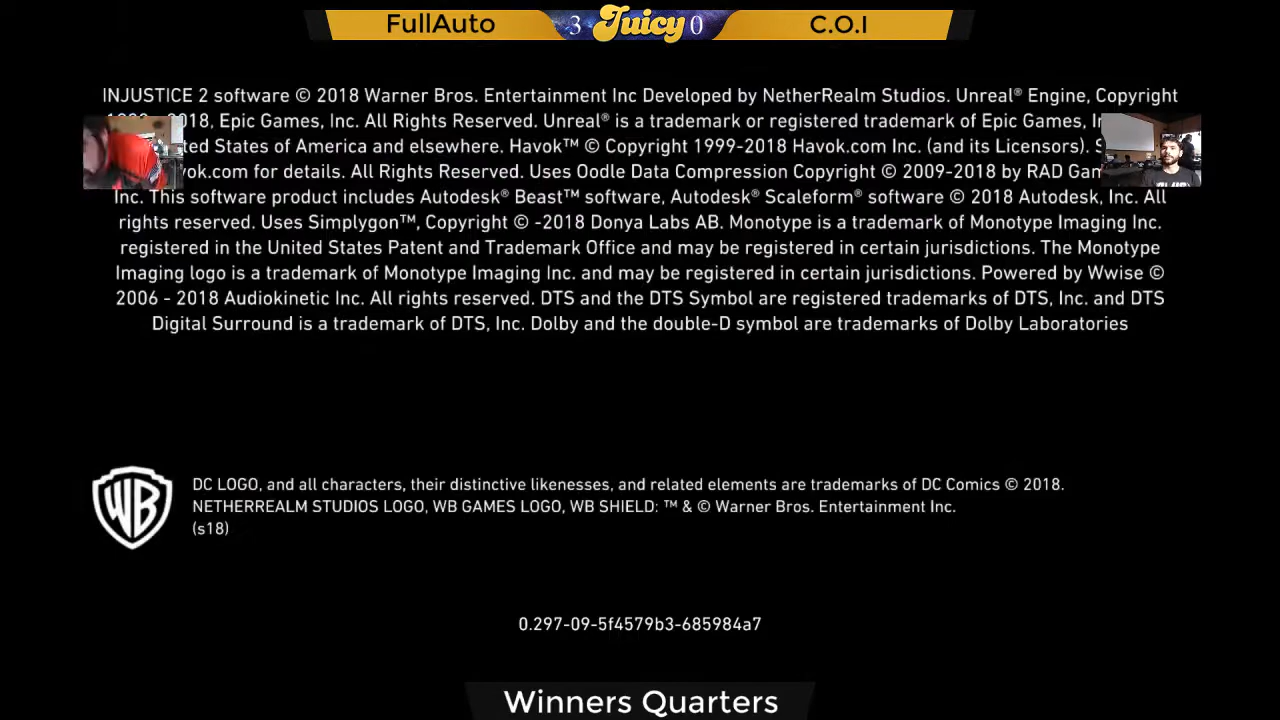 FullAuto 3 Juicy 0 C.O.I
INJUSTICE 2 software © 2018 Warner Bros. Entertainment Inc Developed by NetherRealm Studios. Unreal® Engine, Copyright
2018, Epic Games, Inc. All Rights Reserved. Unreal® is a trademark or registered trademark of Epic Games,
States of America and elsewhere. Havok™ © Copyright 1999-2018 Havok.com Inc. (and its Licensors).
for details. All Rights Reserved. Uses Oodle Data Compression Copyright © 2009-2018 by RAD
Inc. This software product includes Autodesk® Beast™ software, Autodesk® Scaleform® software © 2018 Autodesk, Inc. All
rights reserved. Uses Simplygon™, Copyright © -2018 Donya Labs AB. Monotype is a trademark of Monotype Imaging Inc.
registered in the United States Patent and Trademark Office and may be registered in certain jurisdictions. The Monotype
Imaging logo is a trademark of Monotype Imaging Inc. and may be registered in certain jurisdictions. Powered by Wwise ©
2006 - 2018 Audiokinetic Inc. All rights reserved. DTS and the DTS Symbol are registered trademarks of DTS, Inc. and DTS
Digital Surround is a trademark of DTS, Inc. Dolby and the double-D symbol are trademarks of Dolby Laboratories
WB
DC LOGO, and all characters, their distinctive likenesses, and related elements are trademarks of DC Comics © 2018.
NETHERREALM STUDIOS LOGO, WB GAMES LOGO, WB SHIELD: ™ & © Warner Bros. Entertainment Inc.
(s18)
0.297-09-5f4579b3-685984a7
Winners Quarters